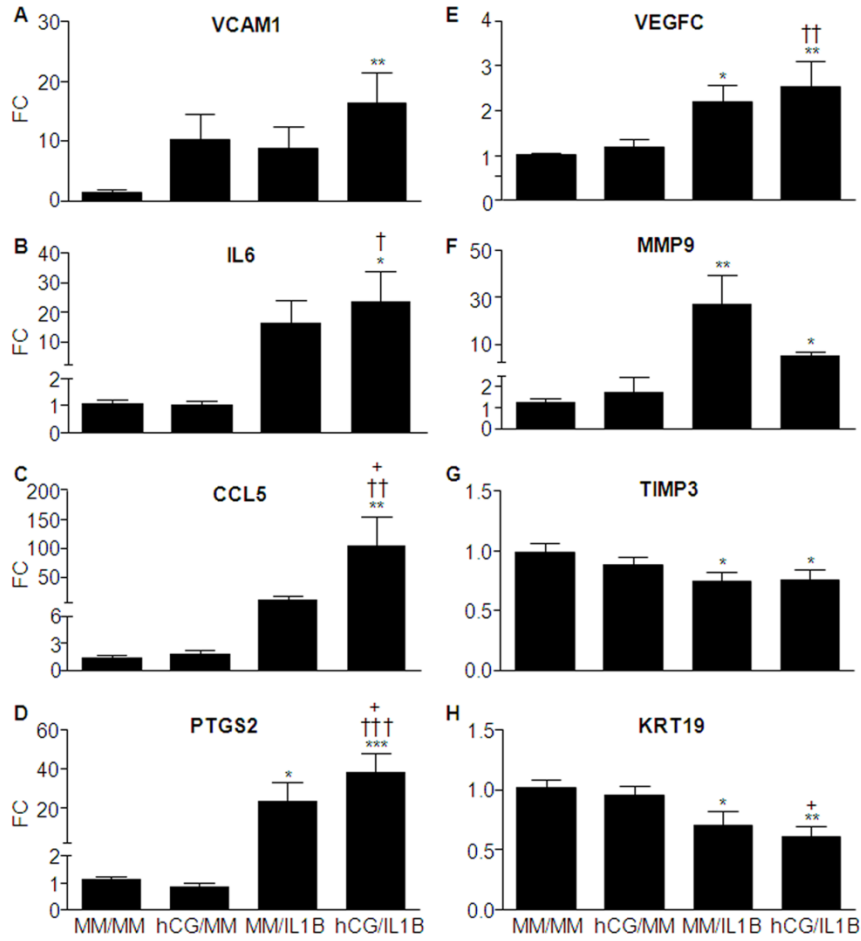 A
VCAM1
FC
30
20
10
0
**
B
IL6
FC
40
30
20
10
2
1
0
†
*
C
CCL5
FC
200
150
100
50
6
3
0
+
††
**
D
PTGS2
FC
60
40
20
2
1
0
*
+
†††
***
MM/MM hCG/MM MM/IL1B hCG/IL1B
E
VEGFC
4
3
2
1
0
*
††
**
F
MMP9
50
30
10
2
1
0
**
*
G
TIMP3
1.5
1.0
0.5
0.0
*
*
H
KRT19
1.5
1.0
0.5
0.0
*
+
**
MM/MM hCG/MM MM/IL1B hCG/IL1B